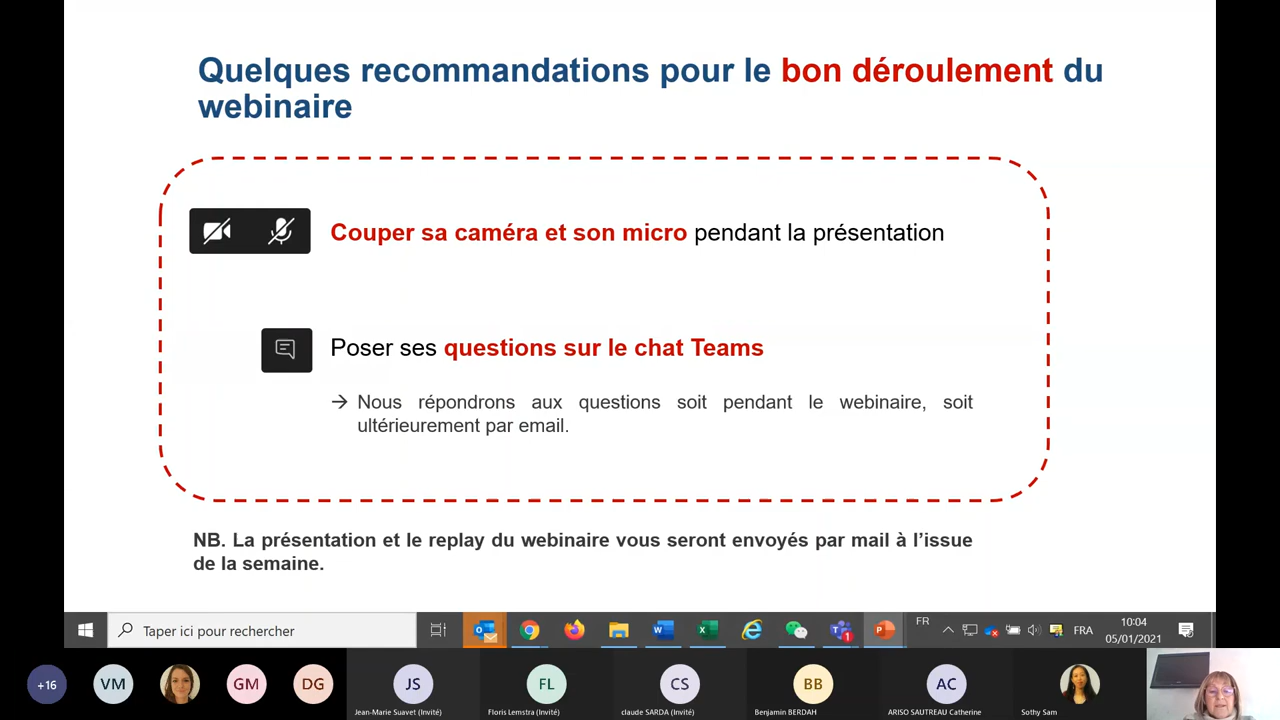 Quelques recommandations pour le bon déroulement du
webinaire
Couper sa caméra et son micro pendant la présentation
Poser ses questions sur le chat Teams
→ Nous répondrons aux questions soit pendant le webinaire, soit
ultérieurement par email.
NB. La présentation et le replay du webinaire vous seront envoyés par mail à l’issue
de la semaine.
Taper ici pour rechercher
FR
FRA
10:04
05/01/2021
+16
VM
GM
DG
JS
FL
CS
BB
AC
Jean-Marie Suavet (Invité)
Floris Lemstra (Invité)
claude SARDA (Invité)
Benjamin BERDAH
ARISO SAUTREAU Catherine
Sothy Sam